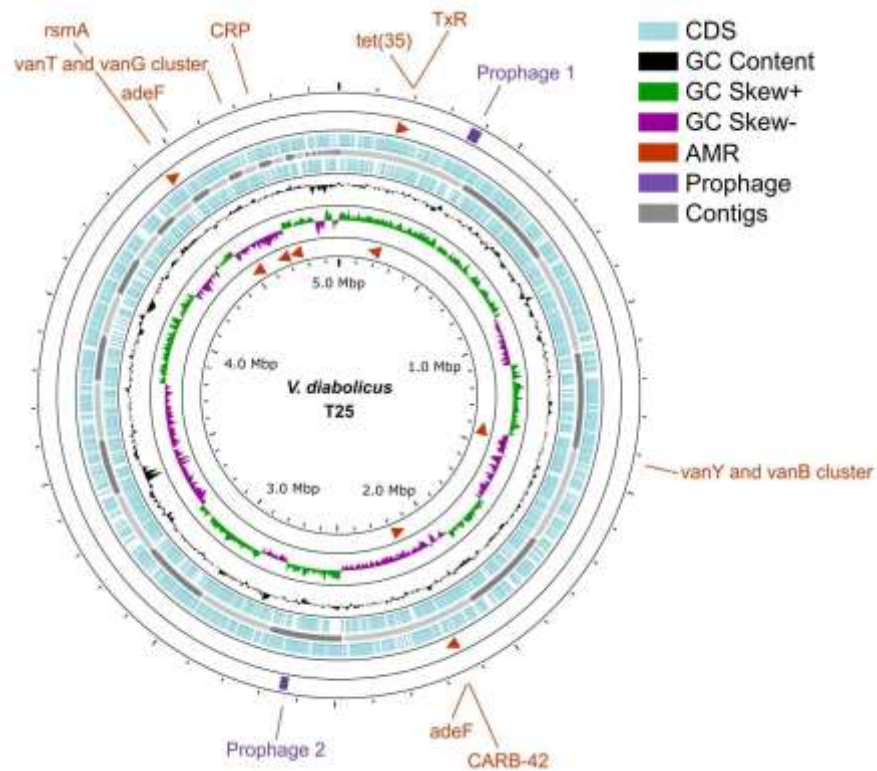 rsmA
CRP
TxR
tet(35)
vanT and vanG cluster
adeF
Prophage 1
CDS
GC Content
GC Skew+
GC Skew-
AMR
Prophage
Contigs
5.0 Mbp
4.0 Mbp
1.0 Mbp
V. diabolicus
T25
3.0 Mbp
2.0 Mbp
vanY and vanB cluster
adeF
Prophage 2
CARB-42